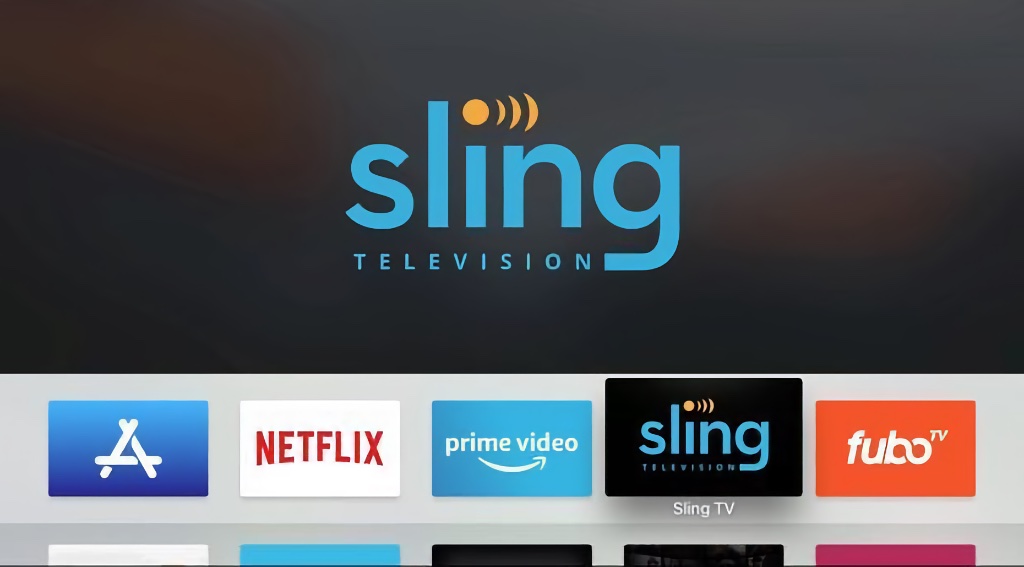 sling
TELEVISION
NETFLIX
prime video
sling
TELEVISION
fuboTV
Sling TV